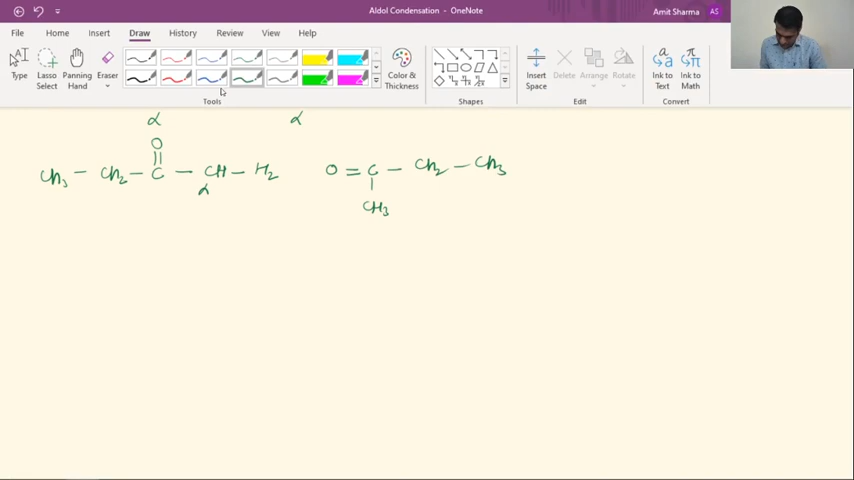 Aldol Condensation - OneNote
Amit Sharma AS
File Home Insert Draw History Review View Help
Type Lasso Select Panning Hand Eraser Color & Thickness Insert Space Delete Arrange Rotate Ink to Text Ink to Math
Tools Shapes Edit Convert
α α
O
CH3 - CH2 - C - CH - H2 O = C - CH2 - CH3
α
CH3